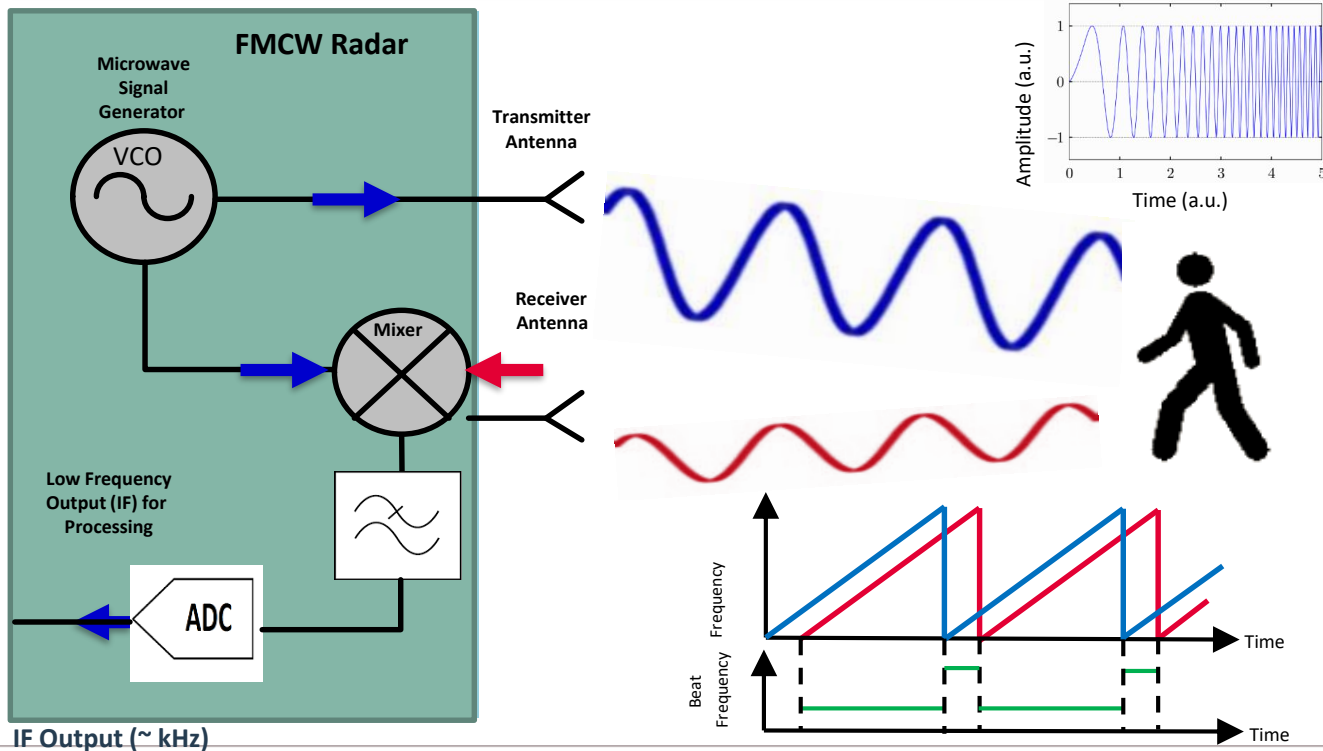 FMCW Radar
Microwave
Signal
Generator
VCO
Transmitter
Antenna
Receiver
Antenna
Mixer
Low Frequency
Output (IF) for
Processing
ADC
IF Output (~ kHz)
Amplitude (a.u.)
1
0
−1
0 1 2 3 4 5
Time (a.u.)
Frequency
Time
Beat
Frequency
Time